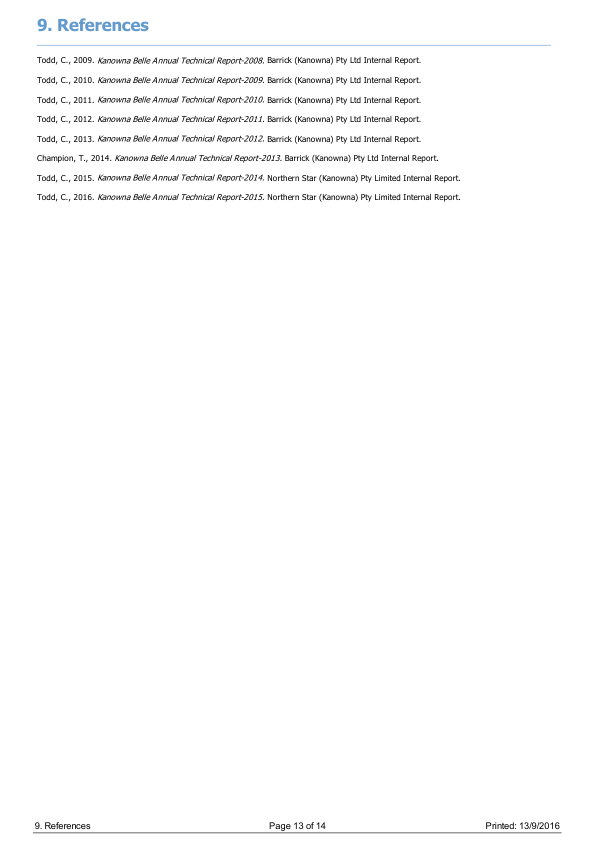 9. References
Todd, C., 2009. Kanowna Belle Annual Technical Report-2008. Barrick (Kanowna) Pty Ltd Internal Report.
Todd, C., 2010. Kanowna Belle Annual Technical Report-2009. Barrick (Kanowna) Pty Ltd Internal Report.
Todd, C., 2011. Kanowna Belle Annual Technical Report-2010. Barrick (Kanowna) Pty Ltd Internal Report.
Todd, C., 2012. Kanowna Belle Annual Technical Report-2011. Barrick (Kanowna) Pty Ltd Internal Report.
Todd, C., 2013. Kanowna Belle Annual Technical Report-2012. Barrick (Kanowna) Pty Ltd Internal Report.
Champion, T., 2014. Kanowna Belle Annual Technical Report-2013. Barrick (Kanowna) Pty Ltd Internal Report.
Todd, C., 2015. Kanowna Belle Annual Technical Report-2014. Northern Star (Kanowna) Pty Limited Internal Report.
Todd, C., 2016. Kanowna Belle Annual Technical Report-2015. Northern Star (Kanowna) Pty Limited Internal Report.
9. References Page 13 of 14 Printed: 13/9/2016